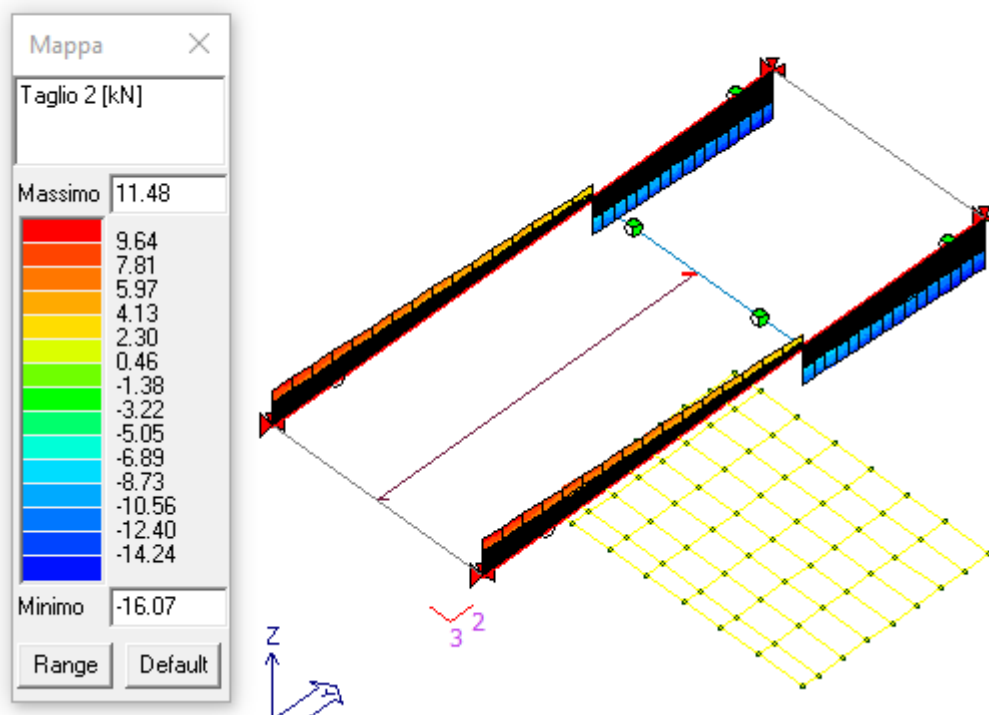 Mappa
Taglio 2 [kN]
Massimo 11.48
9.64
7.81
5.97
4.13
2.30
0.46
-1.38
-3.22
-5.05
-6.89
-8.73
-10.56
-12.40
-14.24
Minimo -16.07
Range Default
2
3
Z